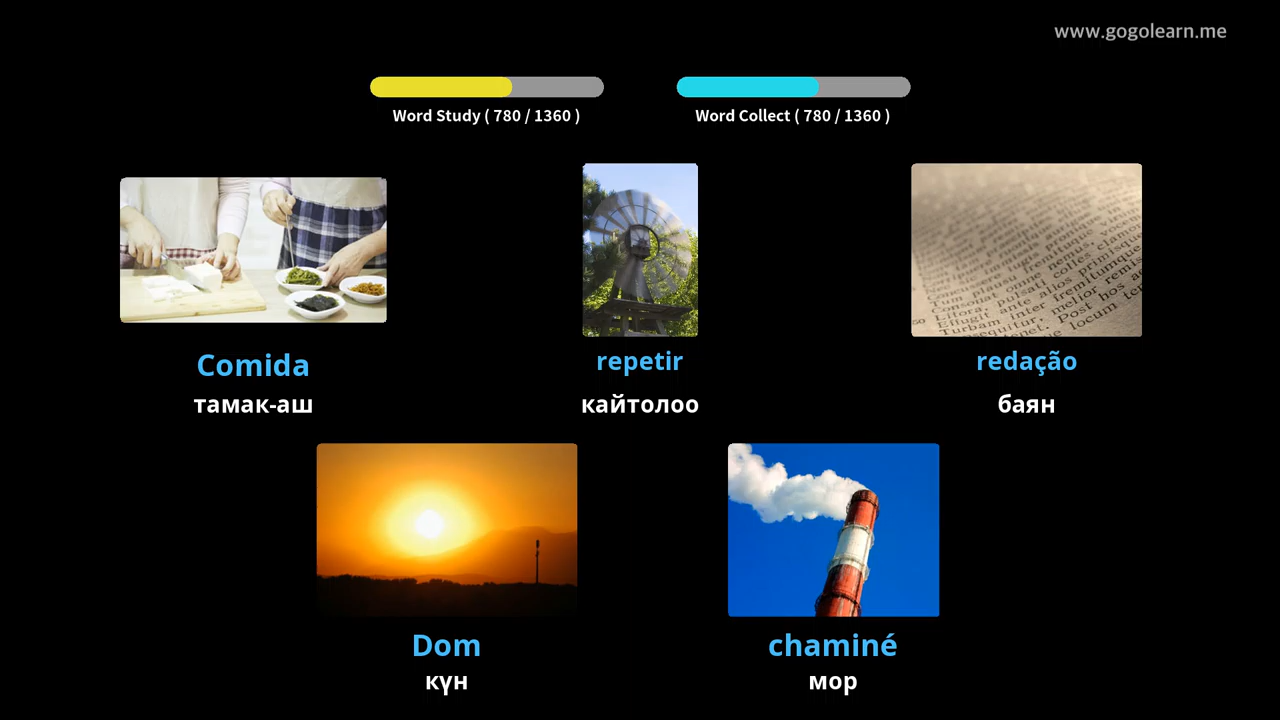 www.gogolearn.me
Word Study ( 780 / 1360 )
Word Collect ( 780 / 1360 )
Comida
repetir
redação
тамак-аш
кайтолоо
баян
Dom
chaminé
күн
мор